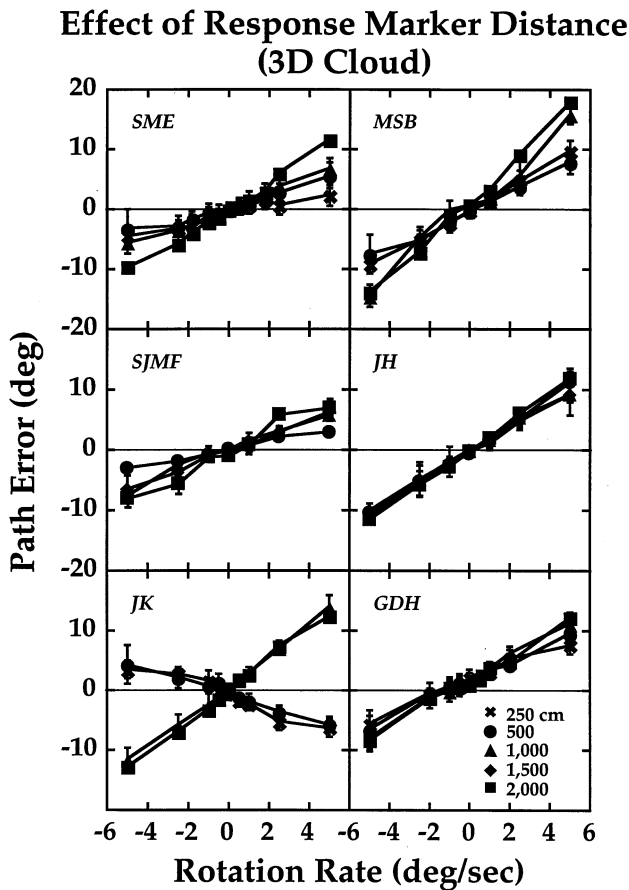 Effect of Response Marker Distance
(3D Cloud)
Path Error (deg)
20
10
0
-10
-20
SME
MSB
10
0
-10
-20
SJMF
JH
10
0
-10
JK
GDH
250 cm
500
1,000
1,500
2,000
-6 -4 -2 0 2 4 -6 -4 -2 0 2 4 6
Rotation Rate (deg/sec)